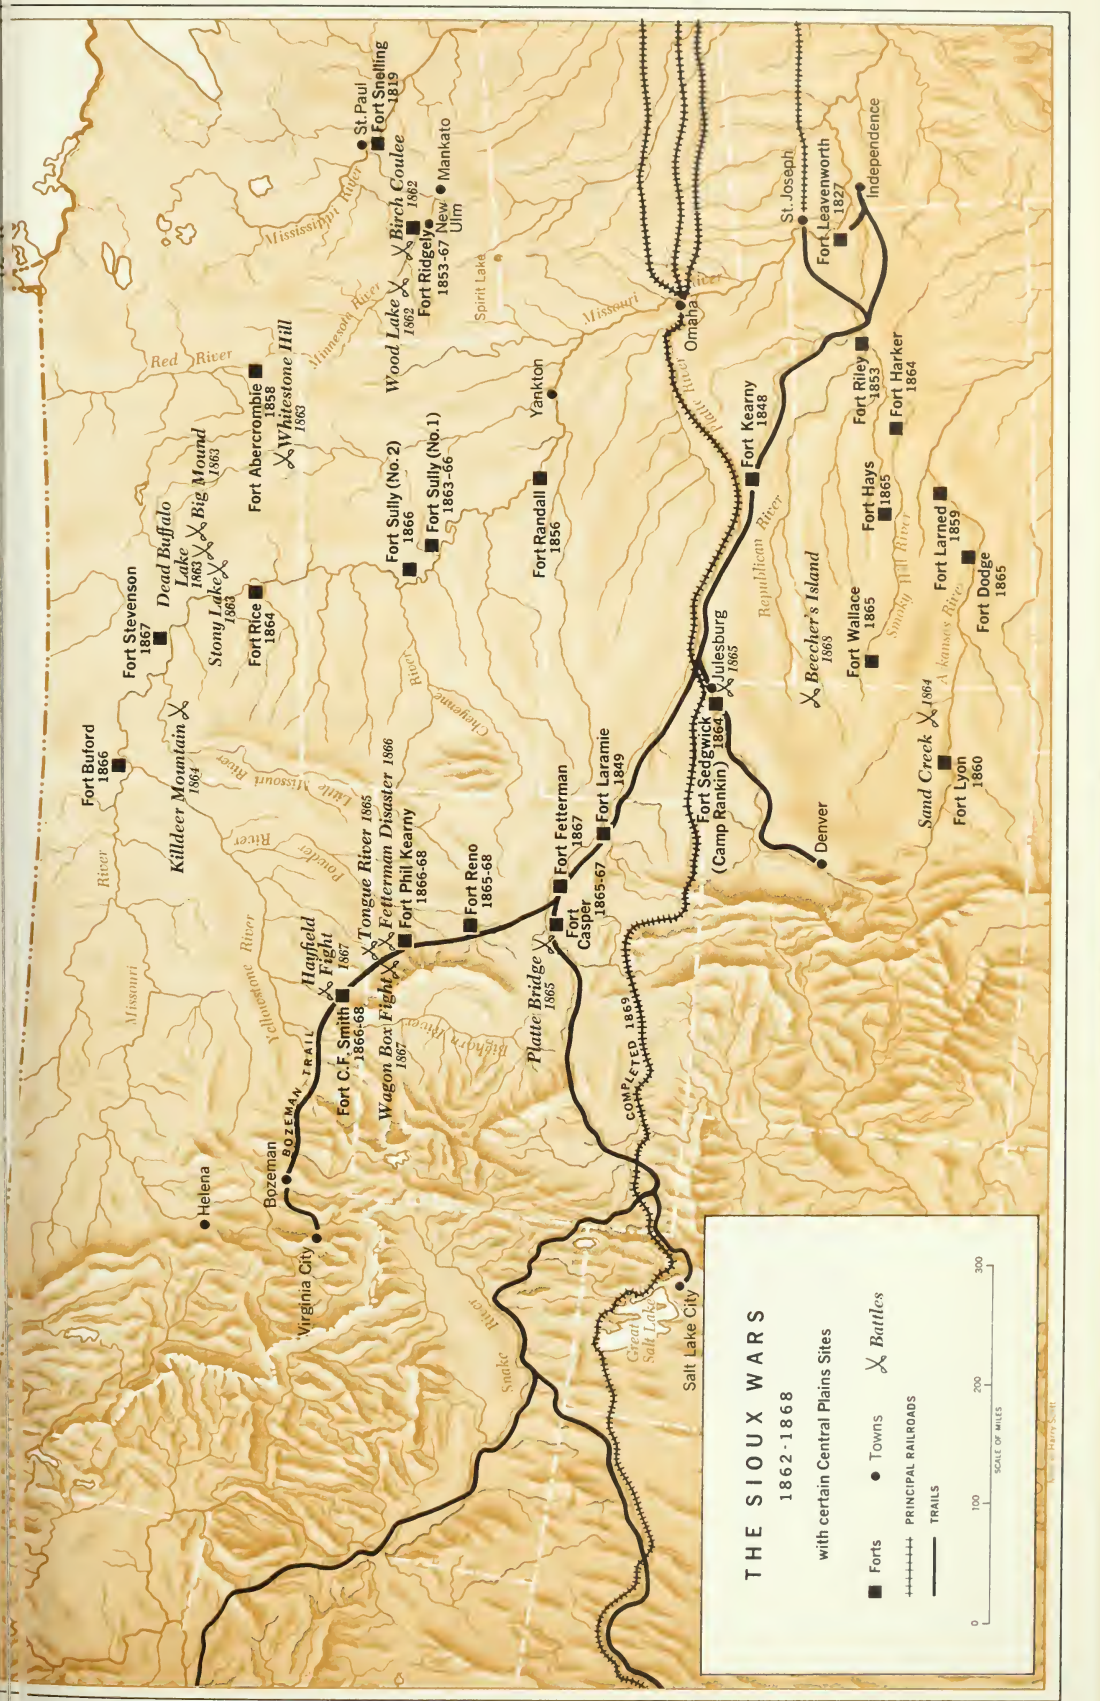 THE SIOUX WARS
1862-1868
with certain Central Plains Sites
Forts
Towns
Battles
PRINCIPAL RAILROADS
TRAILS
0
100
200
300
SCALE OF MILES
Helena
Bozeman
Virginia City
BOZEMAN TRAIL
Hayfield
Fight
1867
Fort C.F. Smith
1866-68
Wagon Box Fight
1867
Tongue River 1865
Fetterman Disaster 1866
Fort Phil Kearny
1866-68
Fort Reno
1865-68
Platte Bridge
1865
Fort
Casper
1865-67
Fort Fetterman
1867
Fort Laramie
1849
COMPLETED 1869
Great
Salt Lake
Salt Lake City
Snake
River
Missouri
River
Yellowstone River
Bighorn River
Powder
River
Little Missouri
River
Cheyenne
River
Fort Buford
1866
Killdeer Mountain
1864
Fort Stevenson
1867
Dead Buffalo
Lake
1863
Big Mound
1863
Stony Lake
1863
Fort Rice
1864
Fort Abercrombie
1858
Whitestone Hill
1863
Red River
Fort Sully (No. 2)
1866
Fort Sully (No. 1)
1863-66
Fort Randall
1856
Yankton
Minnesota River
Mississippi River
St. Paul
Fort Snelling
1819
Birch Coulee
1862
Wood Lake
1862
Fort Ridgely
1853-67
New
Ulm
Mankato
Spirit Lake
Missouri
River
Omaha
Platte River
Fort Kearny
1848
Republican River
Julesburg
1865
Fort Sedgwick
1864
(Camp Rankin)
Denver
Beecher's Island
1868
Fort Wallace
1865
Smoky Hill River
Sand Creek
1864
Fort Lyon
1860
Arkansas River
Fort Hays
1865
Fort Larned
1859
Fort Dodge
1865
Fort Harker
1864
Fort Riley
1853
St. Joseph
Fort Leavenworth
1827
Independence